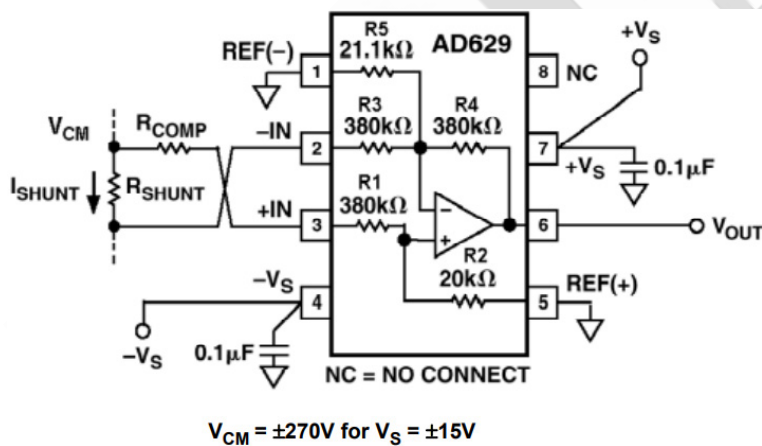 REF(−)
R5
21.1kΩ
AD629
+VS
1
8
NC
VCM
RCOMP
−IN
R3
380kΩ
R4
380kΩ
2
7
+VS
0.1µF
ISHUNT
RSHUNT
+IN
R1
380kΩ
−
+
3
6
VOUT
R2
20kΩ
REF(+)
−VS
4
5
−VS
0.1µF
NC = NO CONNECT
VCM = ±270V for VS = ±15V